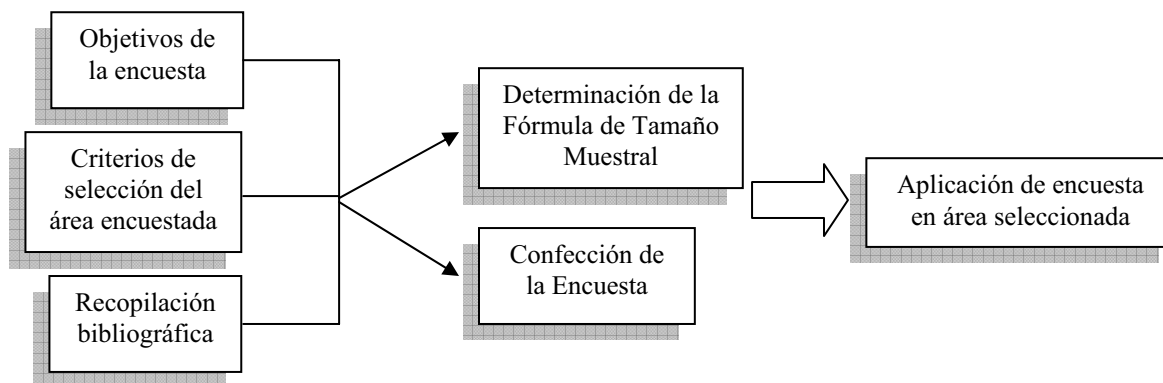 Objetivos de
la encuesta
Criterios de
selección del
área encuestada
Recopilación
bibliográfica
Determinación de la
Fórmula de Tamaño
Muestral
Confección de
la Encuesta
Aplicación de encuesta
en área seleccionada